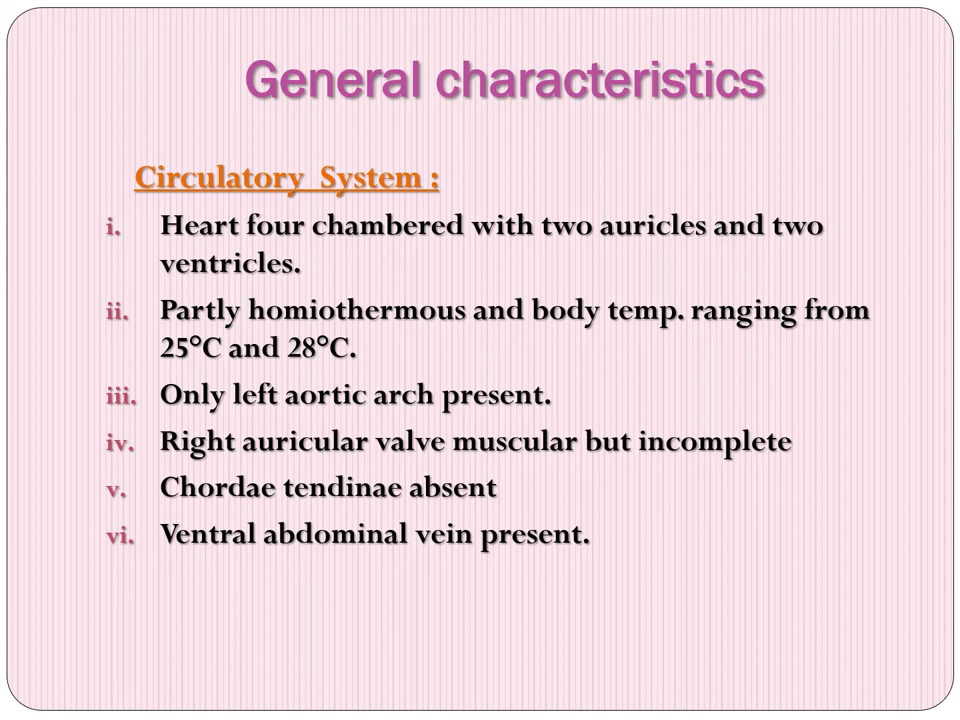 General characteristics
Circulatory System :
i. Heart four chambered with two auricles and two
ventricles.
ii. Partly homiothermous and body temp. ranging from
25°C and 28°C.
iii. Only left aortic arch present.
iv. Right auricular valve muscular but incomplete
v. Chordae tendinae absent
vi. Ventral abdominal vein present.